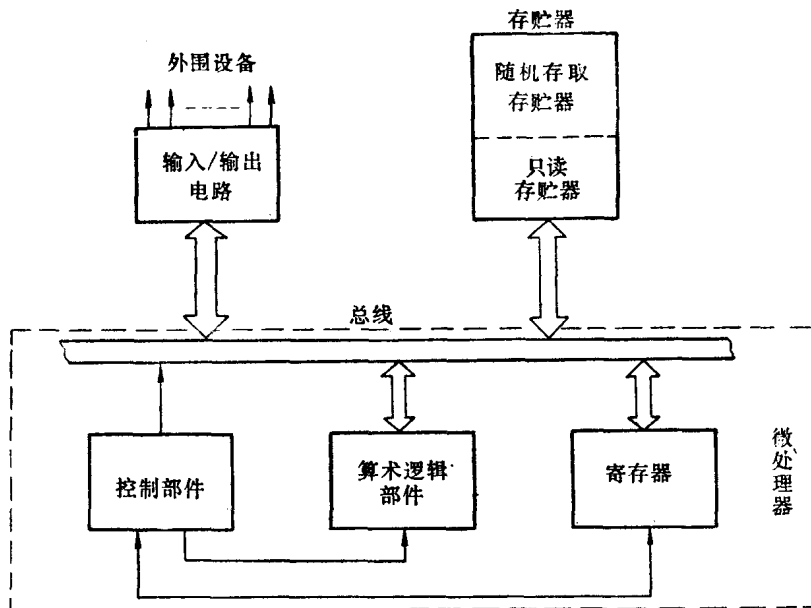 存贮器
外围设备
随机存取
存贮器
输入/输出
电路
只读
存贮器
总线
控制部件
算术逻辑
部件
寄存器
微处理器